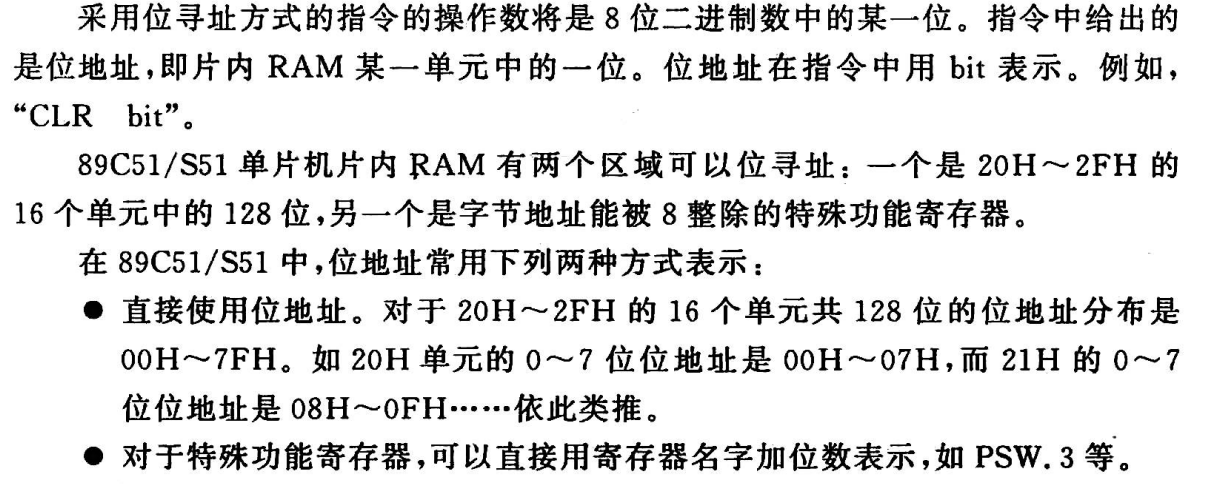 采用位寻址方式的指令的操作数将是 8 位二进制数中的某一位。指令中给出的
是位地址,即片内 RAM 某一单元中的一位。位地址在指令中用 bit 表示。例如,
“CLR bit”。
89C51/S51 单片机片内 RAM 有两个区域可以位寻址：一个是 20H～2FH 的
16 个单元中的 128 位,另一个是字节地址能被 8 整除的特殊功能寄存器。
在 89C51/S51 中,位地址常用下列两种方式表示：
● 直接使用位地址。对于 20H～2FH 的 16 个单元共 128 位的位地址分布是
00H～7FH。如 20H 单元的 0～7 位位地址是 00H～07H,而 21H 的 0～7
位位地址是 08H～0FH……依此类推。
● 对于特殊功能寄存器,可以直接用寄存器名字加位数表示,如 PSW.3 等。